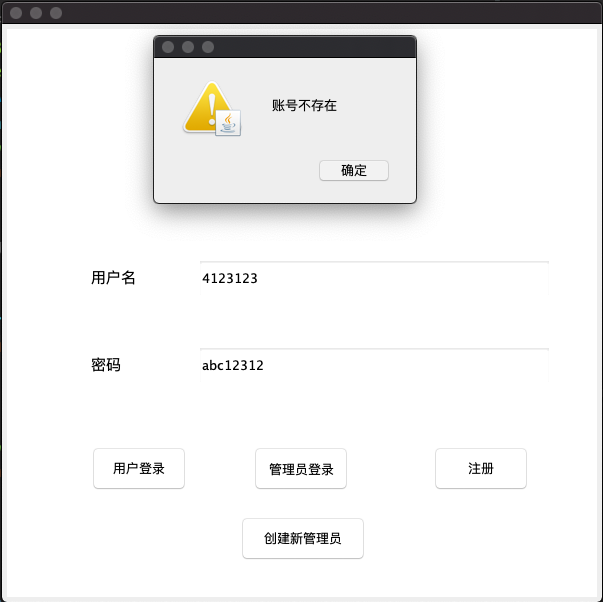 账号不存在
确定
用户名
4123123
密码
abc12312
用户登录
管理员登录
注册
创建新管理员